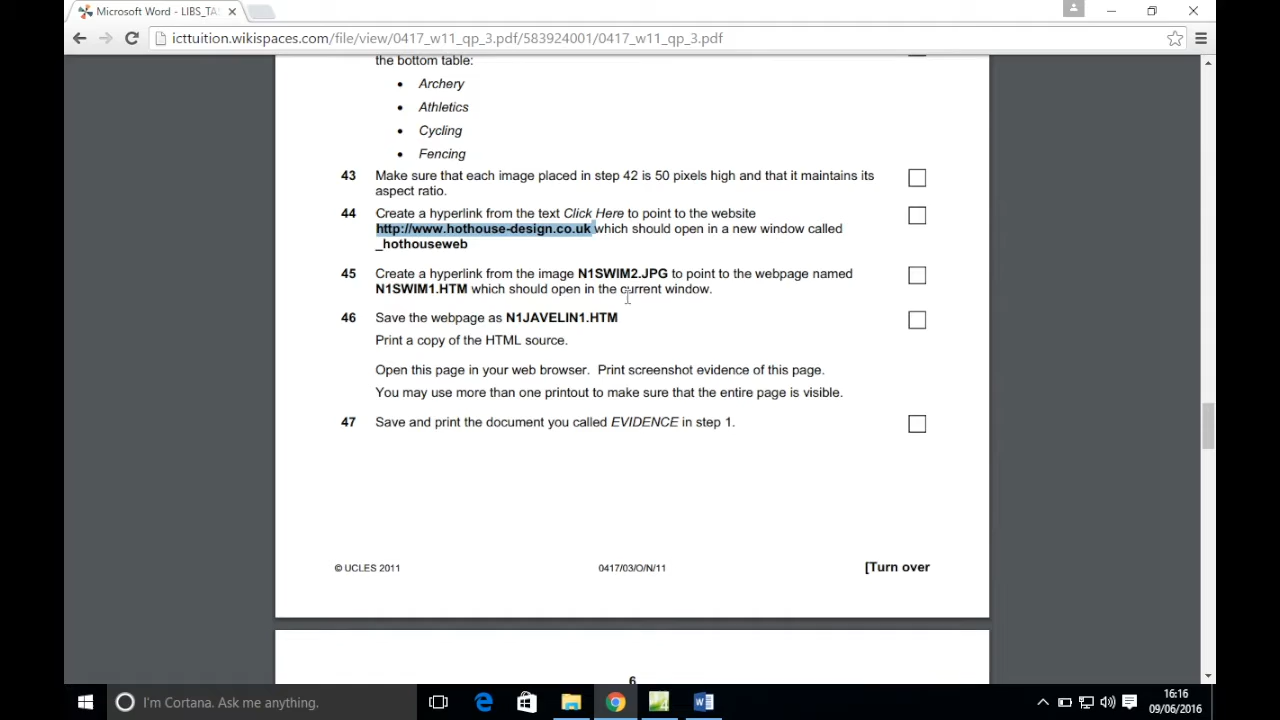 Microsoft Word - LIBS_TA
icttuition.wikispaces.com/file/view/0417_w11_qp_3.pdf/583924001/0417_w11_qp_3.pdf
the bottom table:
• Archery
• Athletics
• Cycling
• Fencing
43 Make sure that each image placed in step 42 is 50 pixels high and that it maintains its
aspect ratio.
44 Create a hyperlink from the text Click Here to point to the website
http://www.hothouse-design.co.uk which should open in a new window called
_hothouseweb
45 Create a hyperlink from the image N1SWIM2.JPG to point to the webpage named
N1SWIM1.HTM which should open in the current window.
46 Save the webpage as N1JAVELIN1.HTM
Print a copy of the HTML source.
Open this page in your web browser. Print screenshot evidence of this page.
You may use more than one printout to make sure that the entire page is visible.
47 Save and print the document you called EVIDENCE in step 1.
© UCLES 2011 0417/03/O/N/11 [Turn over
6
I'm Cortana. Ask me anything.
16:16
09/06/2016